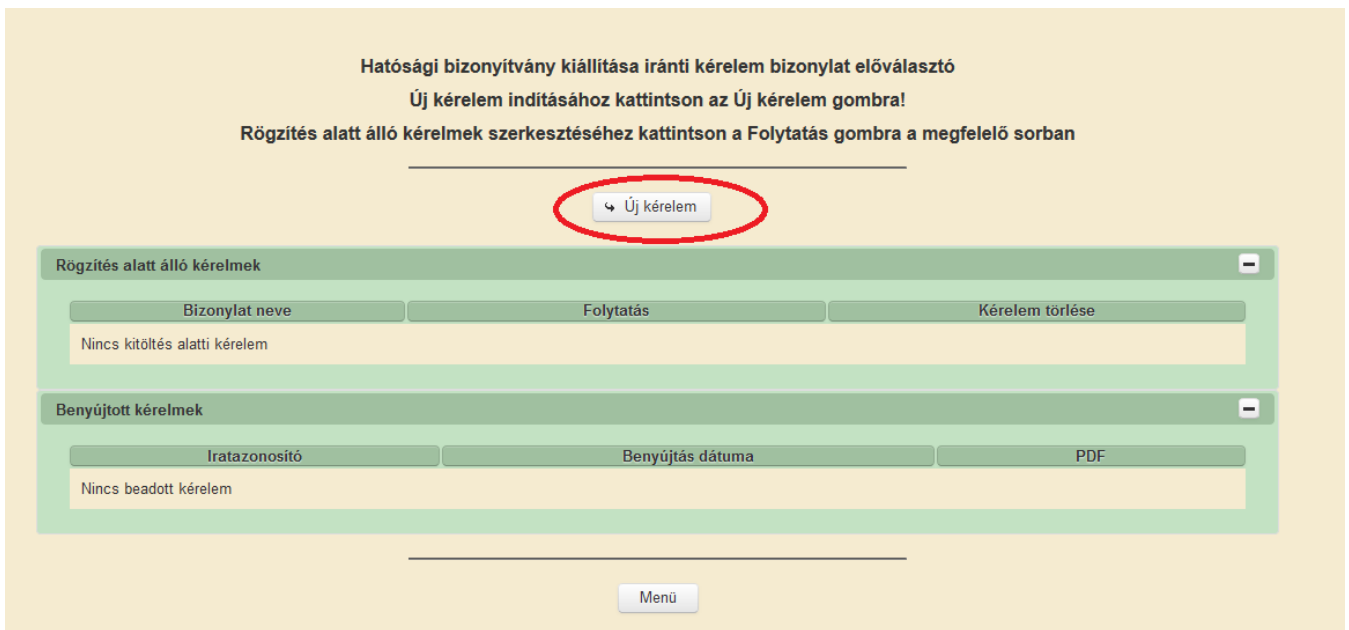 Hatósági bizonyítvány kiállítása iránti kérelem bizonylat előválasztó
Új kérelem indításához kattintson az Új kérelem gombra!
Rögzítés alatt álló kérelmek szerkesztéséhez kattintson a Folytatás gombra a megfelelő sorban
Új kérelem
Rögzítés alatt álló kérelmek
Bizonylat neve Folytatás Kérelem törlése
Nincs kitöltés alatti kérelem
Benyújtott kérelmek
Iratazonosító Benyújtás dátuma PDF
Nincs beadott kérelem
Menü